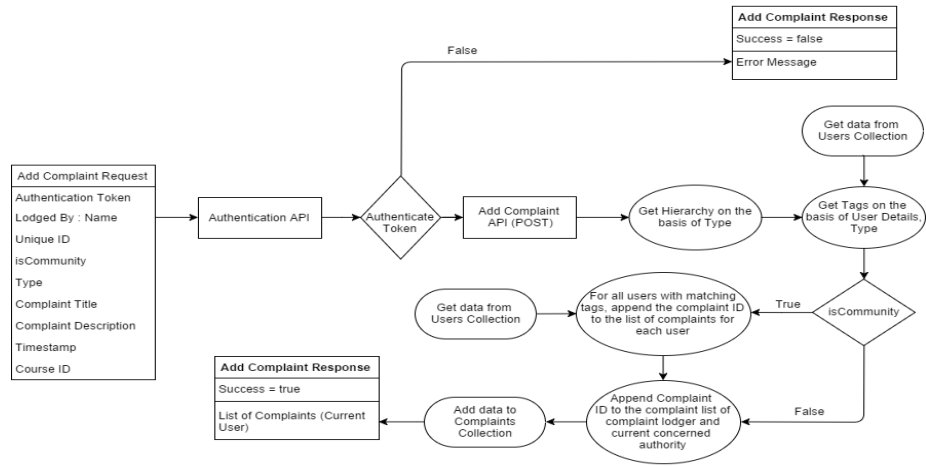 Add Complaint Response
Success = false
Error Message
False
Get data from
Users Collection
Add Complaint Request
Authentication Token
Lodged By : Name
Unique ID
isCommunity
Type
Complaint Title
Complaint Description
Timestamp
Course ID
Authentication API
Authenticate
Token
Add Complaint
API (POST)
Get Hierarchy on the
basis of Type
Get Tags on the
basis of User Details,
Type
isCommunity
True
For all users with matching
tags, append the complaint ID
to the list of complaints for
each user
Get data from
Users Collection
False
Append Complaint
ID to the complaint list of
complaint lodger and
current concerned
authority
Add data to
Complaints
Collection
Add Complaint Response
Success = true
List of Complaints (Current
User)